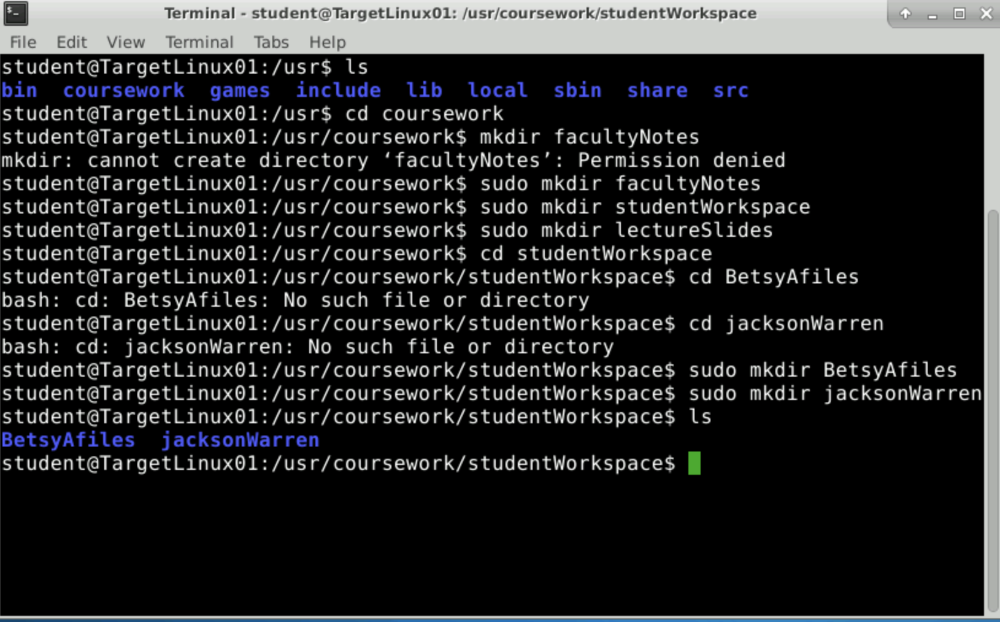 Terminal - student@TargetLinux01: /usr/coursework/studentWorkspace
File Edit View Terminal Tabs Help
student@TargetLinux01:/usr$ ls
bin  coursework  games  include  lib  local  sbin  share  src
student@TargetLinux01:/usr$ cd coursework
student@TargetLinux01:/usr/coursework$ mkdir facultyNotes
mkdir: cannot create directory ‘facultyNotes’: Permission denied
student@TargetLinux01:/usr/coursework$ sudo mkdir facultyNotes
student@TargetLinux01:/usr/coursework$ sudo mkdir studentWorkspace
student@TargetLinux01:/usr/coursework$ sudo mkdir lectureSlides
student@TargetLinux01:/usr/coursework$ cd studentWorkspace
student@TargetLinux01:/usr/coursework/studentWorkspace$ cd BetsyAfiles
bash: cd: BetsyAfiles: No such file or directory
student@TargetLinux01:/usr/coursework/studentWorkspace$ cd jacksonWarren
bash: cd: jacksonWarren: No such file or directory
student@TargetLinux01:/usr/coursework/studentWorkspace$ sudo mkdir BetsyAfiles
student@TargetLinux01:/usr/coursework/studentWorkspace$ sudo mkdir jacksonWarren
student@TargetLinux01:/usr/coursework/studentWorkspace$ ls
BetsyAfiles  jacksonWarren
student@TargetLinux01:/usr/coursework/studentWorkspace$